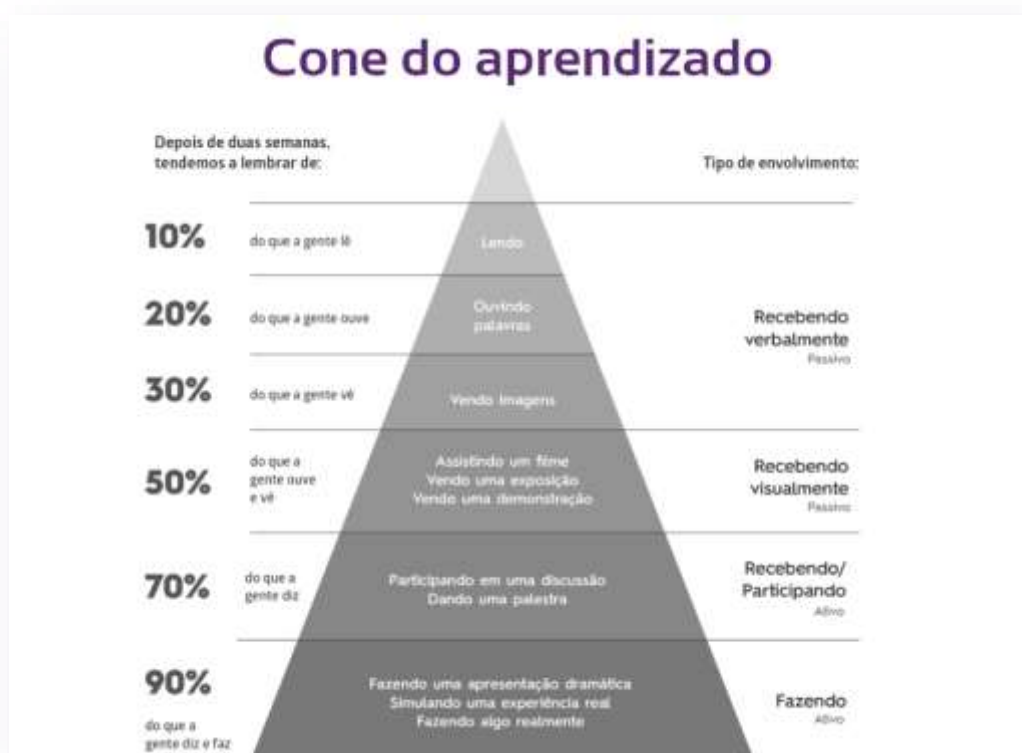 Cone do aprendizado
Depois de duas semanas,
tendemos a lembrar de:
Tipo de envolvimento:
10%
do que a gente lê
Lendo
20%
do que a gente ouve
Ouvindo
palavras
Recebendo
verbalmente
Passivo
30%
do que a gente vê
Vendo imagens
50%
do que a
gente ouve
e vê
Assistindo um filme
Vendo uma exposição
Vendo uma demonstração
Recebendo
visualmente
Passivo
70%
do que a
gente diz
Participando em uma discussão
Dando uma palestra
Recebendo/
Participando
Ativo
90%
do que a
gente diz e faz
Fazendo uma apresentação dramática
Simulando uma experiência real
Fazendo algo realmente
Fazendo
Ativo